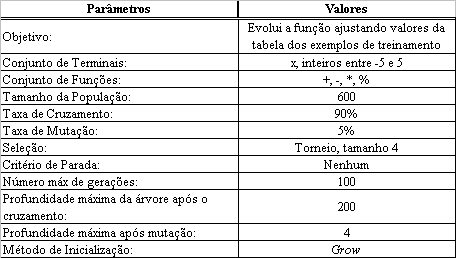 Parâmetros Valores
Objetivo: Evolui a função ajustando valores da
tabela dos exemplos de treinamento
Conjunto de Terminais: x, inteiros entre -5 e 5
Conjunto de Funções: +, -, *, %
Tamanho da População: 600
Taxa de Cruzamento: 90%
Taxa de Mutação: 5%
Seleção: Torneio, tamanho 4
Critério de Parada: Nenhum
Número máx de gerações: 100
Profundidade máxima da árvore após o
cruzamento: 200
Profundidade máxima após mutação: 4
Método de Inicialização: Grow